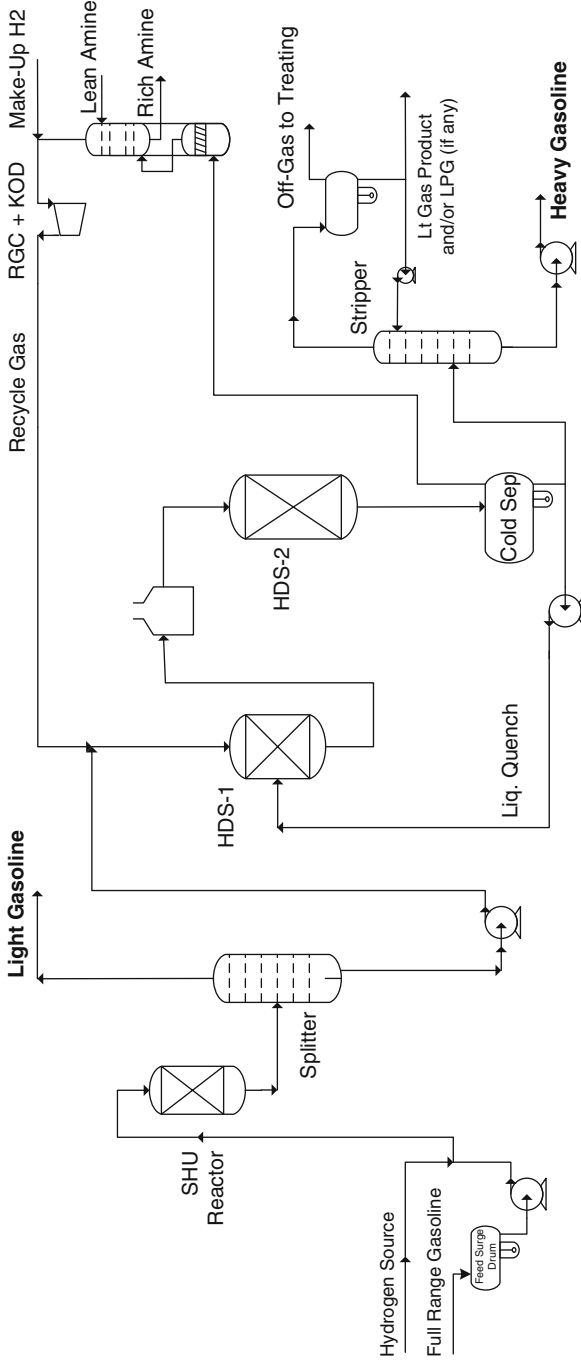 Hydrogen Source
Full Range Gasoline
Feed Surge
Drum
SHU
Reactor
Splitter
Light Gasoline
HDS-1
Liq. Quench
HDS-2
Cold Sep
Recycle Gas
RGC + KOD
Make-Up H2
Lean Amine
Rich Amine
Stripper
Off-Gas to Treating
Lt Gas Product
and/or LPG (if any)
Heavy Gasoline